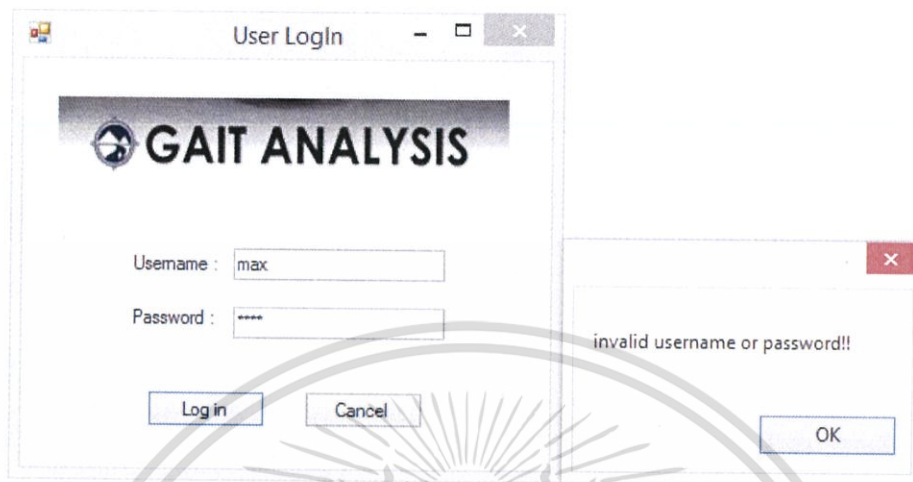 User LogIn
GAIT ANALYSIS
Username : max
Password : ****
Log in Cancel
invalid username or password!!
OK